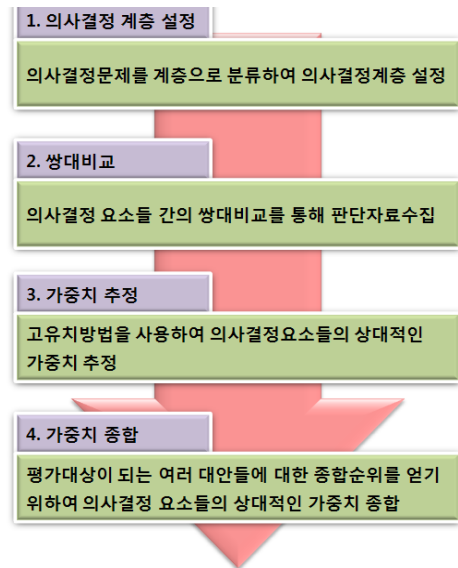 1. 의사결정 계층 설정
의사결정문제를 계층으로 분류하여 의사결정계층 설정
2. 쌍대비교
의사결정 요소들 간의 쌍대비교를 통해 판단자료수집
3. 가중치 추정
고유치방법을 사용하여 의사결정요소들의 상대적인
가중치 추정
4. 가중치 종합
평가대상이 되는 여러 대안들에 대한 종합순위를 얻기
위하여 의사결정 요소들의 상대적인 가중치 종합